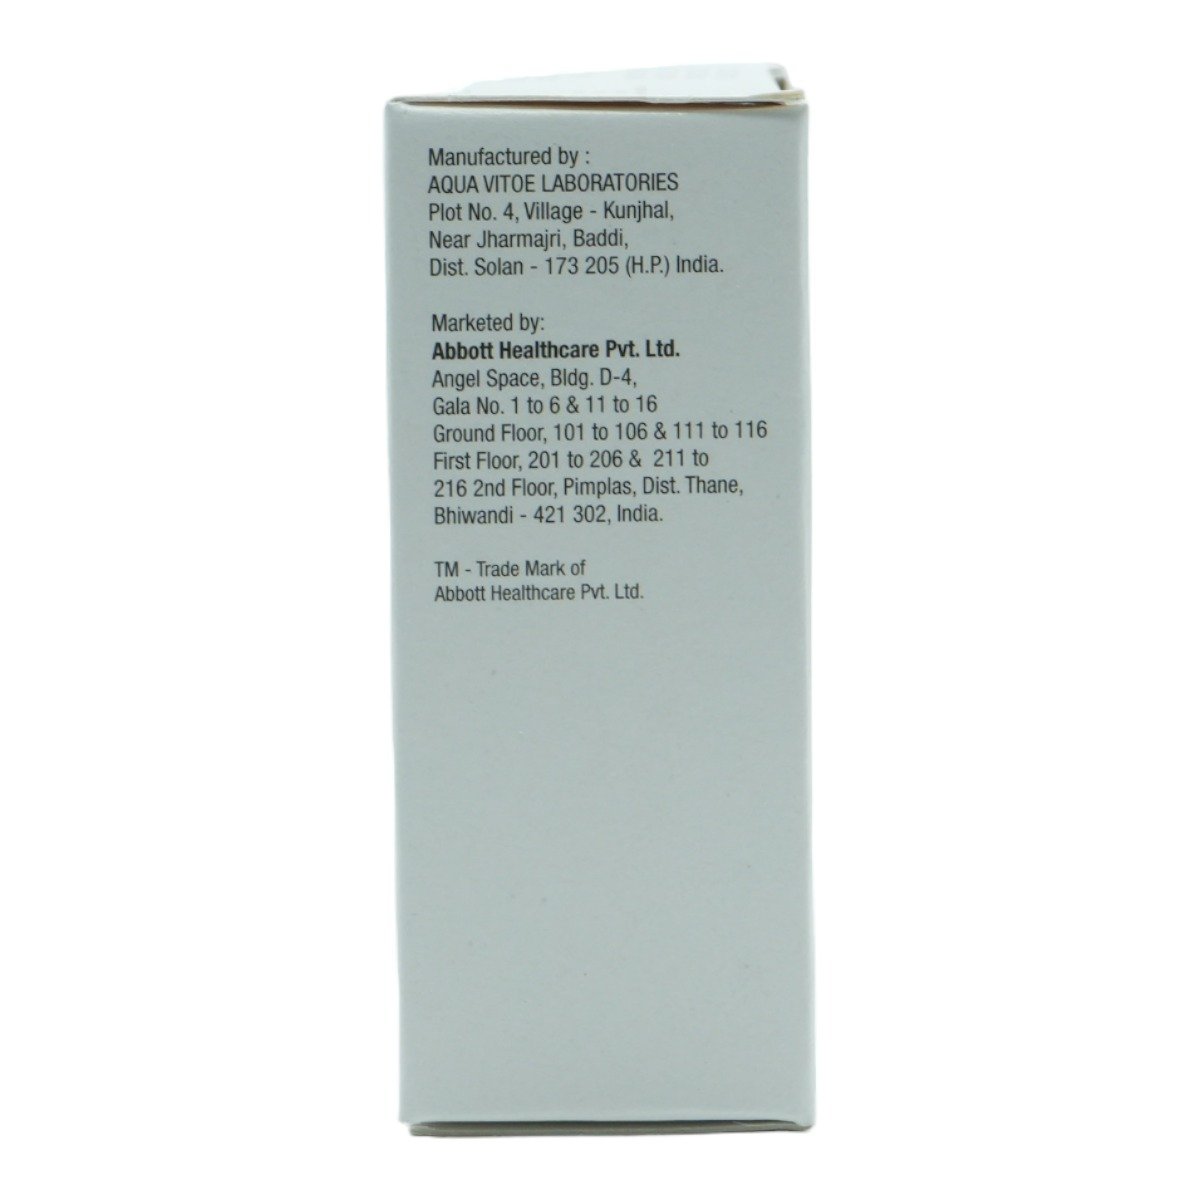 Manufactured by :
AQUA VITOE LABORATORIES
Plot No. 4, Village - Kunjhal,
Near Jharmajri, Baddi,
Dist. Solan - 173 205 (H.P.) India.
Marketed by:
Abbott Healthcare Pvt. Ltd.
Angel Space, Bldg. D-4,
Gala No. 1 to 6 & 11 to 16
Ground Floor, 101 to 106 & 111 to 116
First Floor, 201 to 206 & 211 to
216 2nd Floor, Pimplas, Dist. Thane,
Bhiwandi - 421 302, India.
TM - Trade Mark of
Abbott Healthcare Pvt. Ltd.